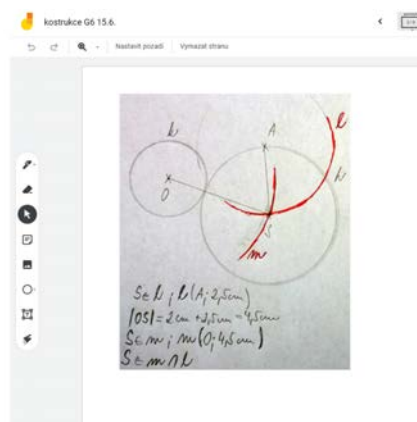 kostrukce G6 15.6.
Nastavit pozadí Vymazat stranu
k
A
l
h
O
S
m
S ∈ l ; l (A; 2,5cm)
|OS| = 2cm + 2,5cm = 4,5cm
S ∈ m ; m (O; 4,5cm)
S ∈ m ∩ l